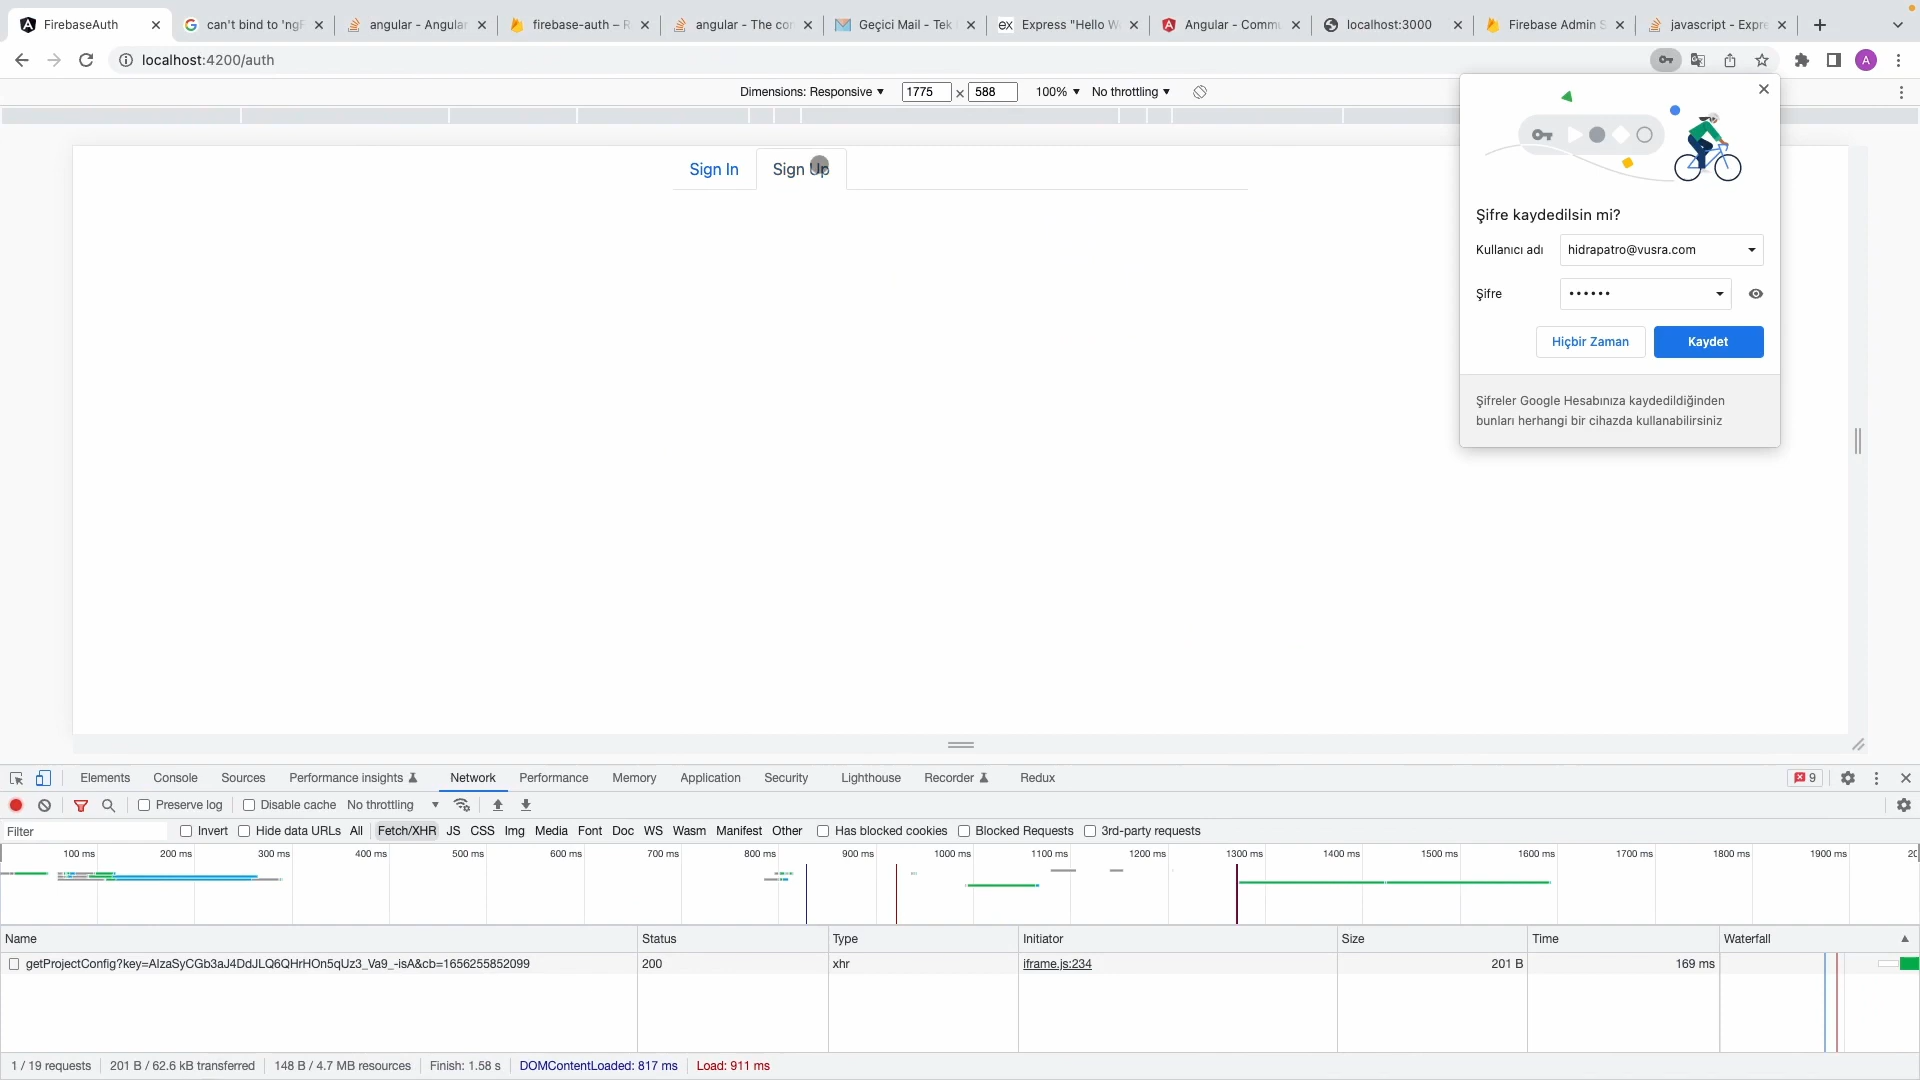 FirebaseAuth
can't bind to 'ngF
angular - Angular
firebase-auth – R
angular - The con
Geçici Mail - Tek
Express "Hello W
Angular - Commu
localhost:3000
Firebase Admin S
javascript - Expre
localhost:4200/auth
A
Dimensions: Responsive
1775
×
588
100%
No throttling
Sign In
Sign Up
Şifre kaydedilsin mi?
Kullanıcı adı
hidrapatro@vusra.com
Şifre
••••••
Hiçbir Zaman
Kaydet
Şifreler Google Hesabınıza kaydedildiğinden
bunları herhangi bir cihazda kullanabilirsiniz
Elements
Console
Sources
Performance insights
Network
Performance
Memory
Application
Security
Lighthouse
Recorder
Redux
9
Preserve log
Disable cache
No throttling
Filter
Invert
Hide data URLs
All
Fetch/XHR
JS
CSS
Img
Media
Font
Doc
WS
Wasm
Manifest
Other
Has blocked cookies
Blocked Requests
3rd-party requests
100 ms
200 ms
300 ms
400 ms
500 ms
600 ms
700 ms
800 ms
900 ms
1000 ms
1100 ms
1200 ms
1300 ms
1400 ms
1500 ms
1600 ms
1700 ms
1800 ms
1900 ms
Name
Status
Type
Initiator
Size
Time
Waterfall
getProjectConfig?key=AIzaSyCGb3aJ4DdJLQ6QHrHOn5qUz3_Va9_-isA&cb=1656255852099
200
xhr
iframe.js:234
201 B
169 ms
1 / 19 requests
201 B / 62.6 kB transferred
148 B / 4.7 MB resources
Finish: 1.58 s
DOMContentLoaded: 817 ms
Load: 911 ms